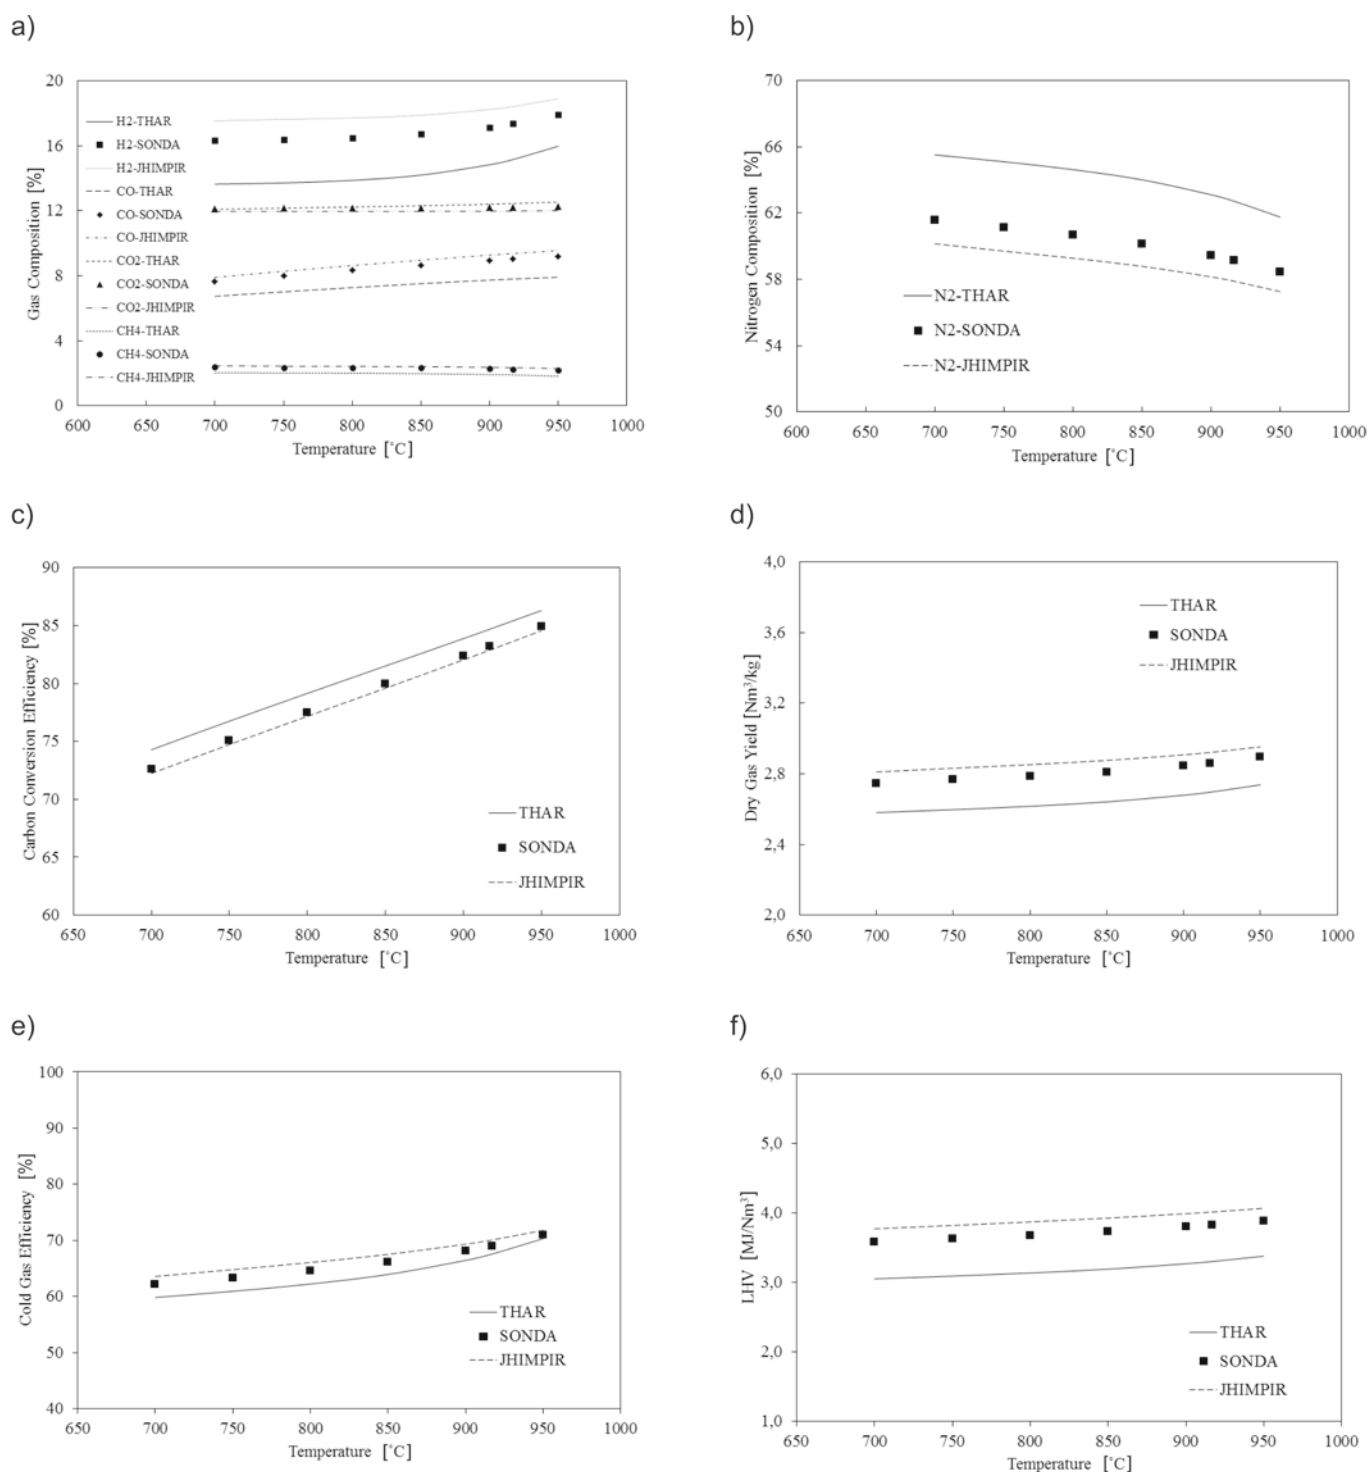 a)
20
16
12
8
4
0
Gas Composition [%]
H2-THAR
H2-SONDA
H2-JHIMPIR
CO-THAR
CO-SONDA
CO-JHIMPIR
CO2-THAR
CO2-SONDA
CO2-JHIMPIR
CH4-THAR
CH4-SONDA
CH4-JHIMPIR
600 700 750 800 850 900 950 1000
Temperature [˚C]
b)
70
66
62
58
54
50
Nitrogen Composition [%]
N2-THAR
N2-SONDA
N2-JHIMPIR
600 700 750 800 850 900 950 1000
Temperature [˚C]
c)
90
85
80
75
70
65
60
Carbon Conversion Efficiency [%]
THAR
SONDA
JHIMPIR
650 700 750 800 850 900 950 1000
Temperature [˚C]
d)
4,0
3,6
3,2
2,8
2,4
2,0
Dry Gas Yield [Nm³/kg]
THAR
SONDA
JHIMPIR
650 700 750 800 850 900 950 1000
Temperature [˚C]
e)
100
90
80
70
60
50
40
Cold Gas Efficiency [%]
THAR
SONDA
JHIMPIR
650 700 750 800 850 900 950 1000
Temperature [˚C]
f)
6,0
5,0
4,0
3,0
2,0
1,0
LHV [MJ/Nm³]
THAR
SONDA
JHIMPIR
650 700 750 800 850 900 950 1000
Temperature [˚C]